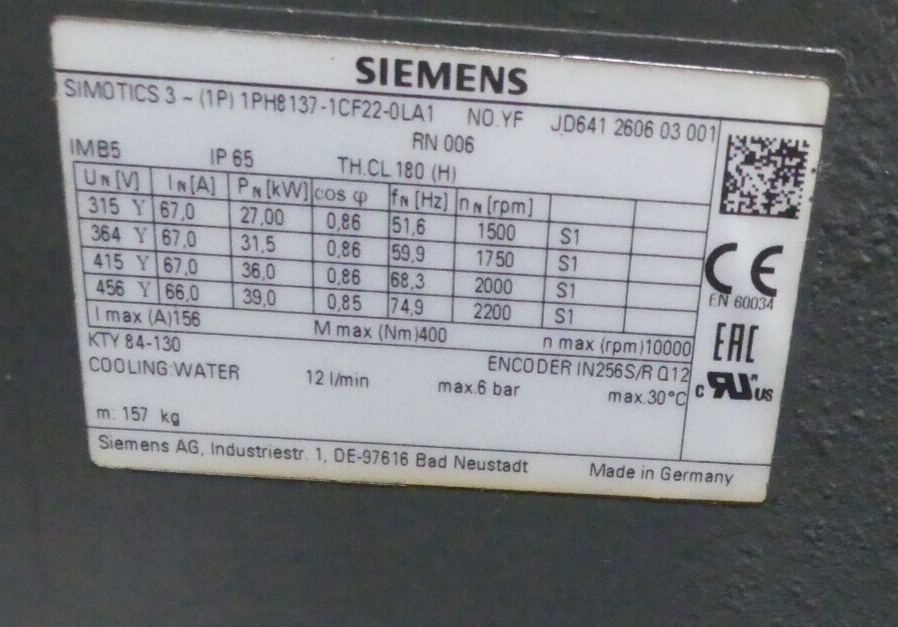 SIEMENS
SIMOTICS 3 ~ (1P) 1PH8137-1CF22-0LA1 NO.YF JD641 2606 03 001
RN 006
IMB5 IP 65 TH.CL.180 (H)
UN [V] IN [A] PN [kW] cos φ fN [Hz] nN [rpm]
315 Y 67,0 27,00 0,86 51,6 1500 S1
364 Y 67,0 31,5 0,86 59,9 1750 S1
415 Y 67,0 36,0 0,86 68,3 2000 S1
456 Y 66,0 39,0 0,85 74,9 2200 S1
I max (A)156 M max (Nm)400 n max (rpm)10000
KTY 84-130 ENCODER IN256S/R Q12
COOLING:WATER 12 l/min max.6 bar max.30°C
m: 157 kg
Siemens AG, Industriestr. 1, DE-97616 Bad Neustadt Made in Germany
CE
EN 60034
EAC
c RU us